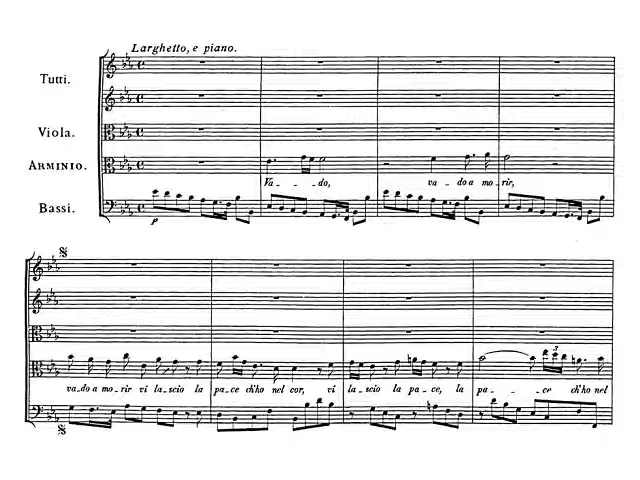 Larghetto, e piano.
Tutti.
Viola.
ARMINIO.
Va - do, va - do a mo - rir,
Bassi.
p
va - do a mo - rir vi la - scio la pa - ce ch'ho nel cor, vi la - scio la pa - ce, la pa - ce ch'ho nel
3